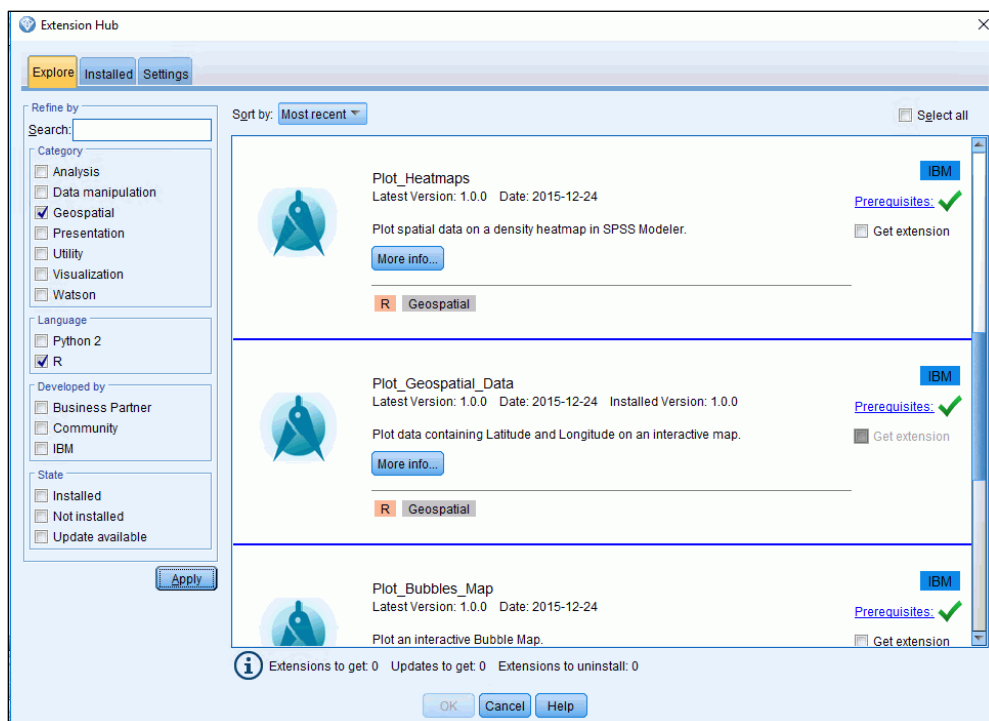 Extension Hub
Explore Installed Settings
Refine by
Search:
Category
Analysis
Data manipulation
Geospatial
Presentation
Utility
Visualization
Watson
Language
Python 2
R
Developed by
Business Partner
Community
IBM
State
Installed
Not installed
Update available
Apply
Sort by: Most recent
Select all
Plot_Heatmaps
Latest Version: 1.0.0 Date: 2015-12-24
Plot spatial data on a density heatmap in SPSS Modeler.
More info...
R Geospatial
IBM
Prerequisites:
Get extension
Plot_Geospatial_Data
Latest Version: 1.0.0 Date: 2015-12-24 Installed Version: 1.0.0
Plot data containing Latitude and Longitude on an interactive map.
More info...
R Geospatial
IBM
Prerequisites:
Get extension
Plot_Bubbles_Map
Latest Version: 1.0.0 Date: 2015-12-24
Plot an interactive Bubble Map.
IBM
Prerequisites:
Get extension
Extensions to get: 0 Updates to get: 0 Extensions to uninstall: 0
OK Cancel Help